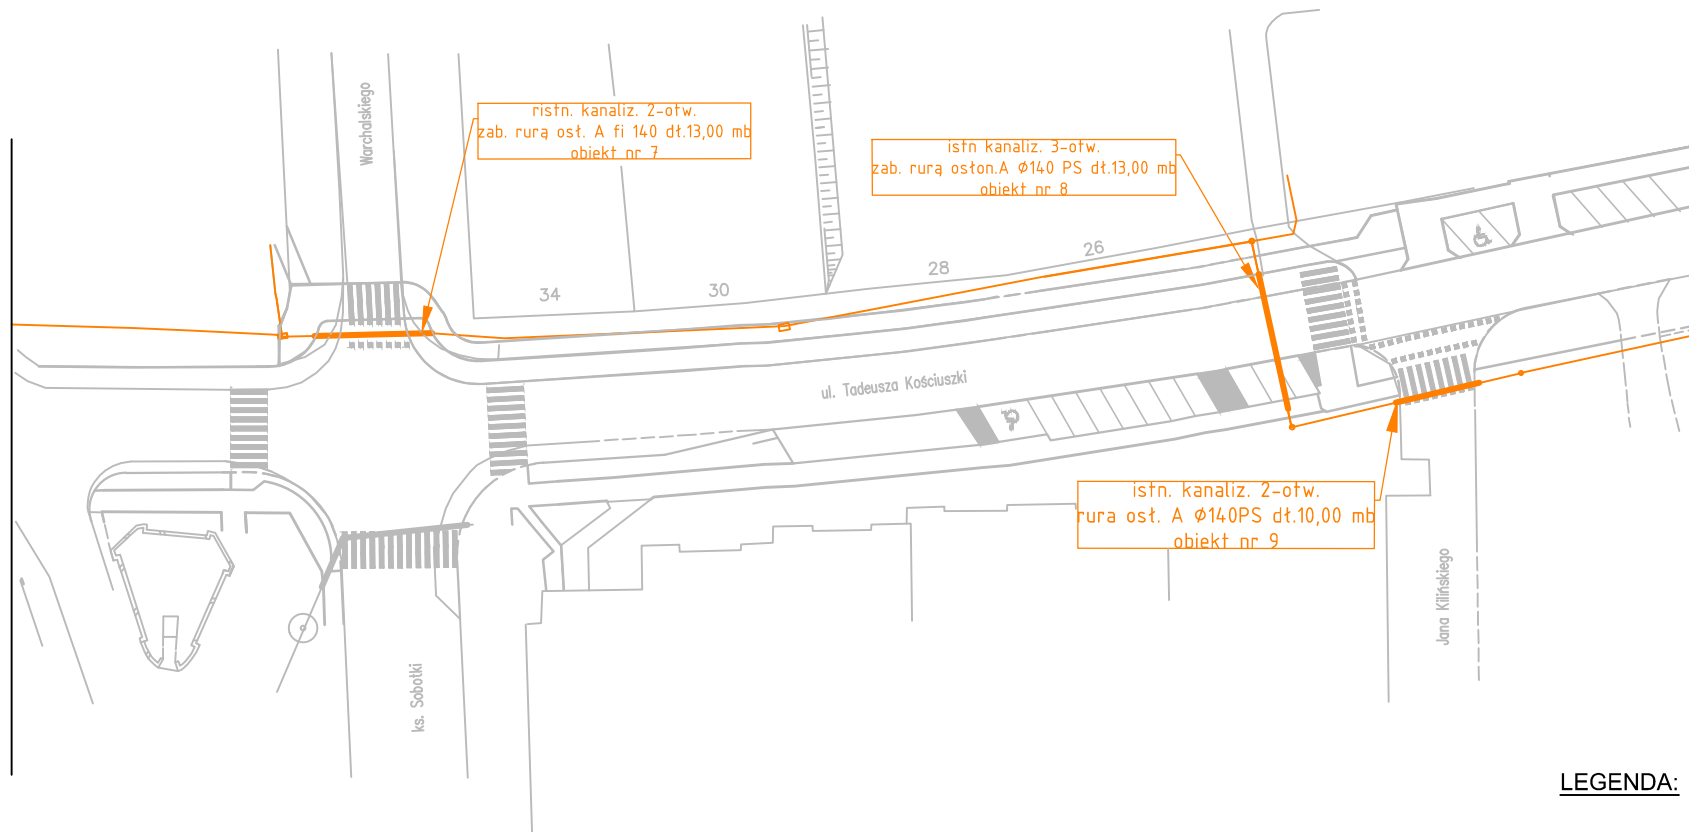 Warchalskiego
ristn. kanaliz. 2-otw.
zab. rurą osł. A fi 140 dł.13,00 mb
obiekt nr 7
istn kanaliz. 3-otw.
zab. rurą osłon.A Ø140 PS dł.13,00 mb
obiekt nr 8
26
28
30
34
ul. Tadeusza Kościuszki
istn. kanaliz. 2-otw.
rura osł. A Ø140PS dł.10,00 mb
obiekt nr 9
Jana Kilińskiego
ks. Sobotki
LEGENDA: